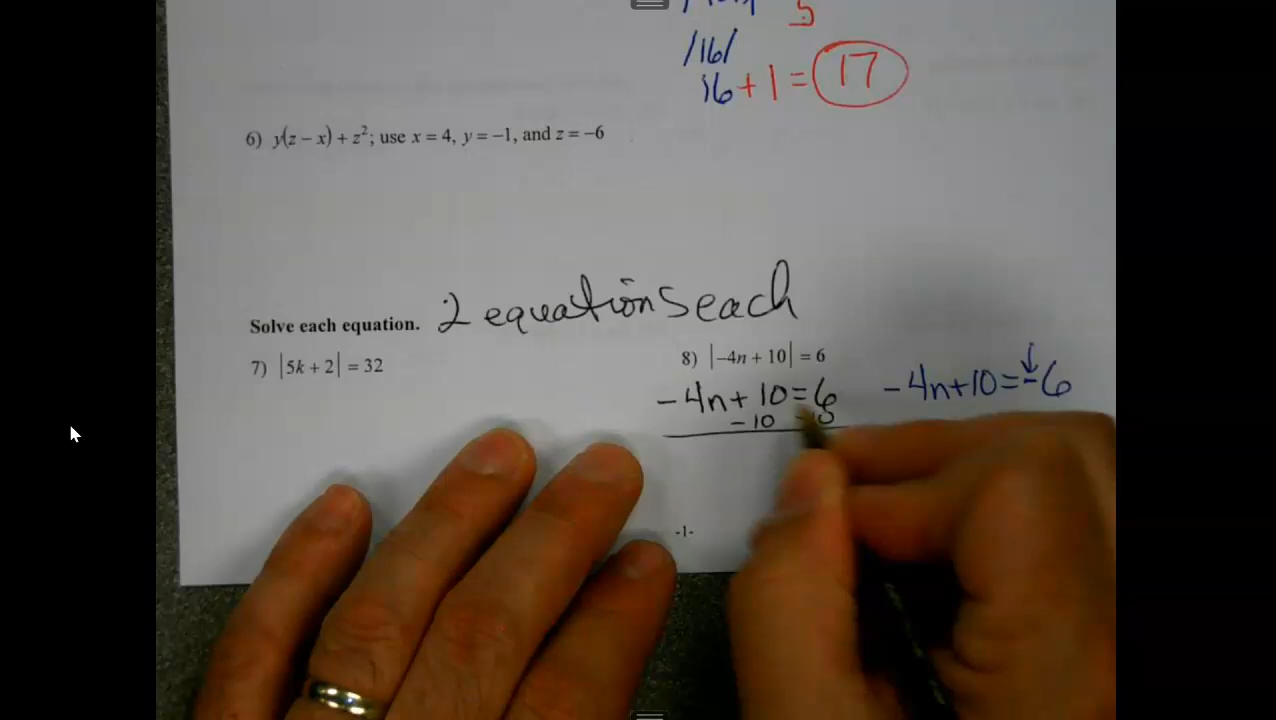 5
/16/
16 + 1 = 17
6) y(z − x) + z²; use x = 4, y = −1, and z = −6
Solve each equation. 2 equations each
7) |5k + 2| = 32
8) |−4n + 10| = 6
-4n+10=6
-4n+10=-6
-10 -10
-1-